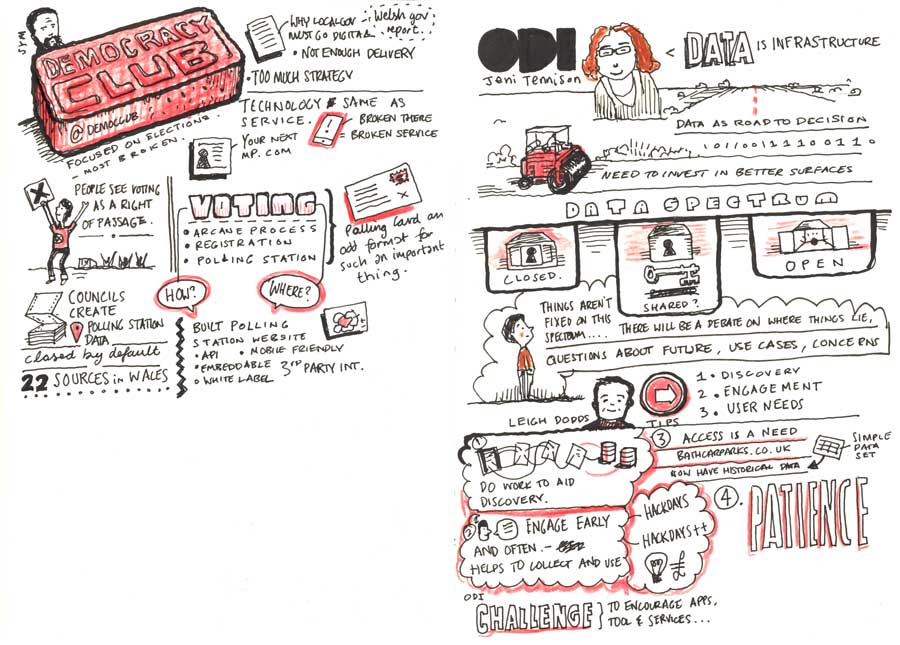 JYM
DEMOCRACY
CLUB
@DEMOCLUB
FOCUSED ON ELECTIONS
- MOST BROKEN.
WHY LOCALGOV
MUST GO DIGITAL
Welsh gov
report.
• NOT ENOUGH DELIVERY
• TOO MUCH STRATEGY
TECHNOLOGY SAME AS
SERVICE.
BROKEN THERE
= BROKEN SERVICE
YOUR NEXT
MP.COM
PEOPLE SEE VOTING
AS A RIGHT
OF PASSAGE.
VOTING
• ARCANE PROCESS
• REGISTRATION
• POLLING STATION
Polling card an
odd format for
such an important
thing.
COUNCILS
CREATE
POLLING STATION
DATA
closed by default
22 SOURCES in WALES
HOW?
WHERE?
BUILT POLLING
STATION WEBSITE
• API • MOBILE FRIENDLY
• EMBEDDABLE 3RD PARTY INT.
• WHITE LABEL
ODI
Jeni Tennison
< DATA IS INFRASTRUCTURE
DATA AS ROAD TO DECISION
1011001111100110
NEED TO INVEST IN BETTER SURFACES
DATA SPECTRUM
CLOSED.
SHARED?
OPEN
THINGS AREN'T
FIXED ON THIS
SPECTRUM....
THERE WILL BE A DEBATE ON WHERE THINGS LIE,
QUESTIONS ABOUT FUTURE, USE CASES, CONCERNS
LEIGH DODDS
TIPS
1. DISCOVERY
2. ENGAGEMENT
3. USER NEEDS
1
DO WORK TO AID
DISCOVERY.
2
ENGAGE EARLY
AND OFTEN. -
HELPS TO COLLECT AND USE
HACKDAYS
HACKDAYS++
£
3 ACCESS IS A NEED
BATHCARPARKS.CO.UK
NOW HAVE HISTORICAL DATA
SIMPLE
DATA
SET
4. PATIENCE
ODI
CHALLENGE } TO ENCOURAGE APPS,
TOOL & SERVICES...